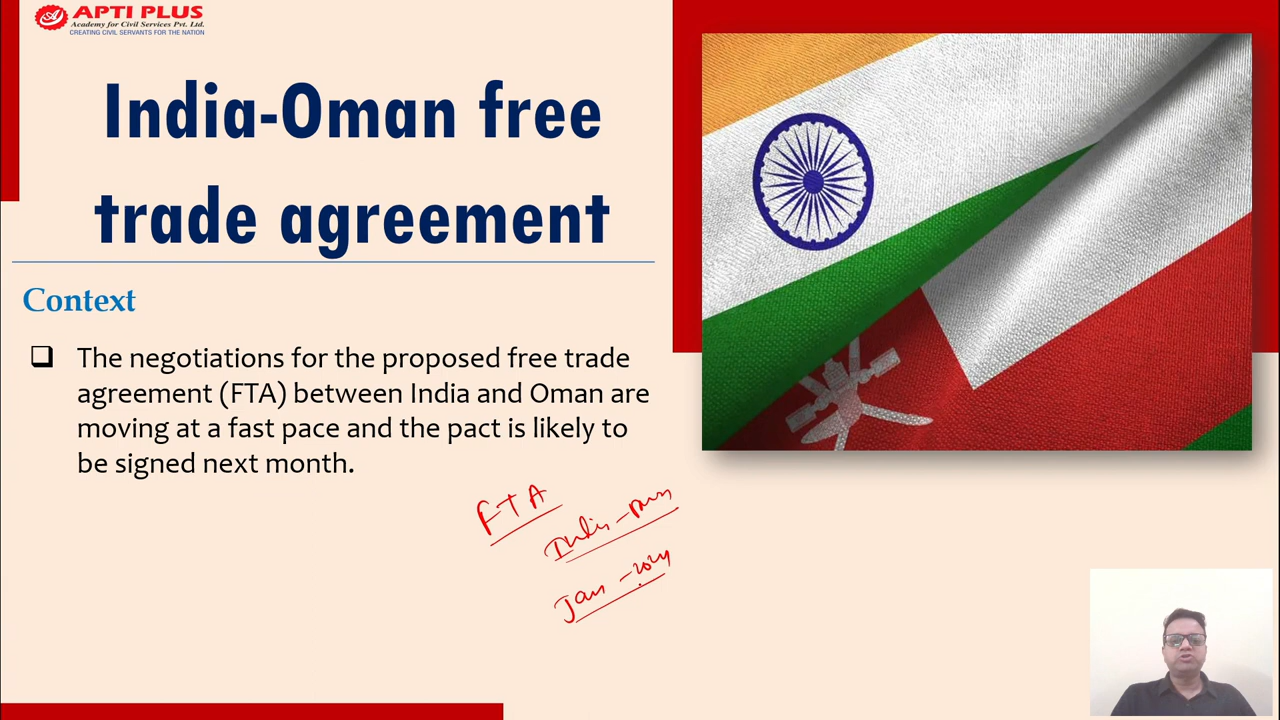 APTI PLUS
Academy for Civil Services Pvt. Ltd.
CREATING CIVIL SERVANTS FOR THE NATION
India-Oman free
trade agreement
Context
The negotiations for the proposed free trade
agreement (FTA) between India and Oman are
moving at a fast pace and the pact is likely to
be signed next month.
FTA
Jan - 2024